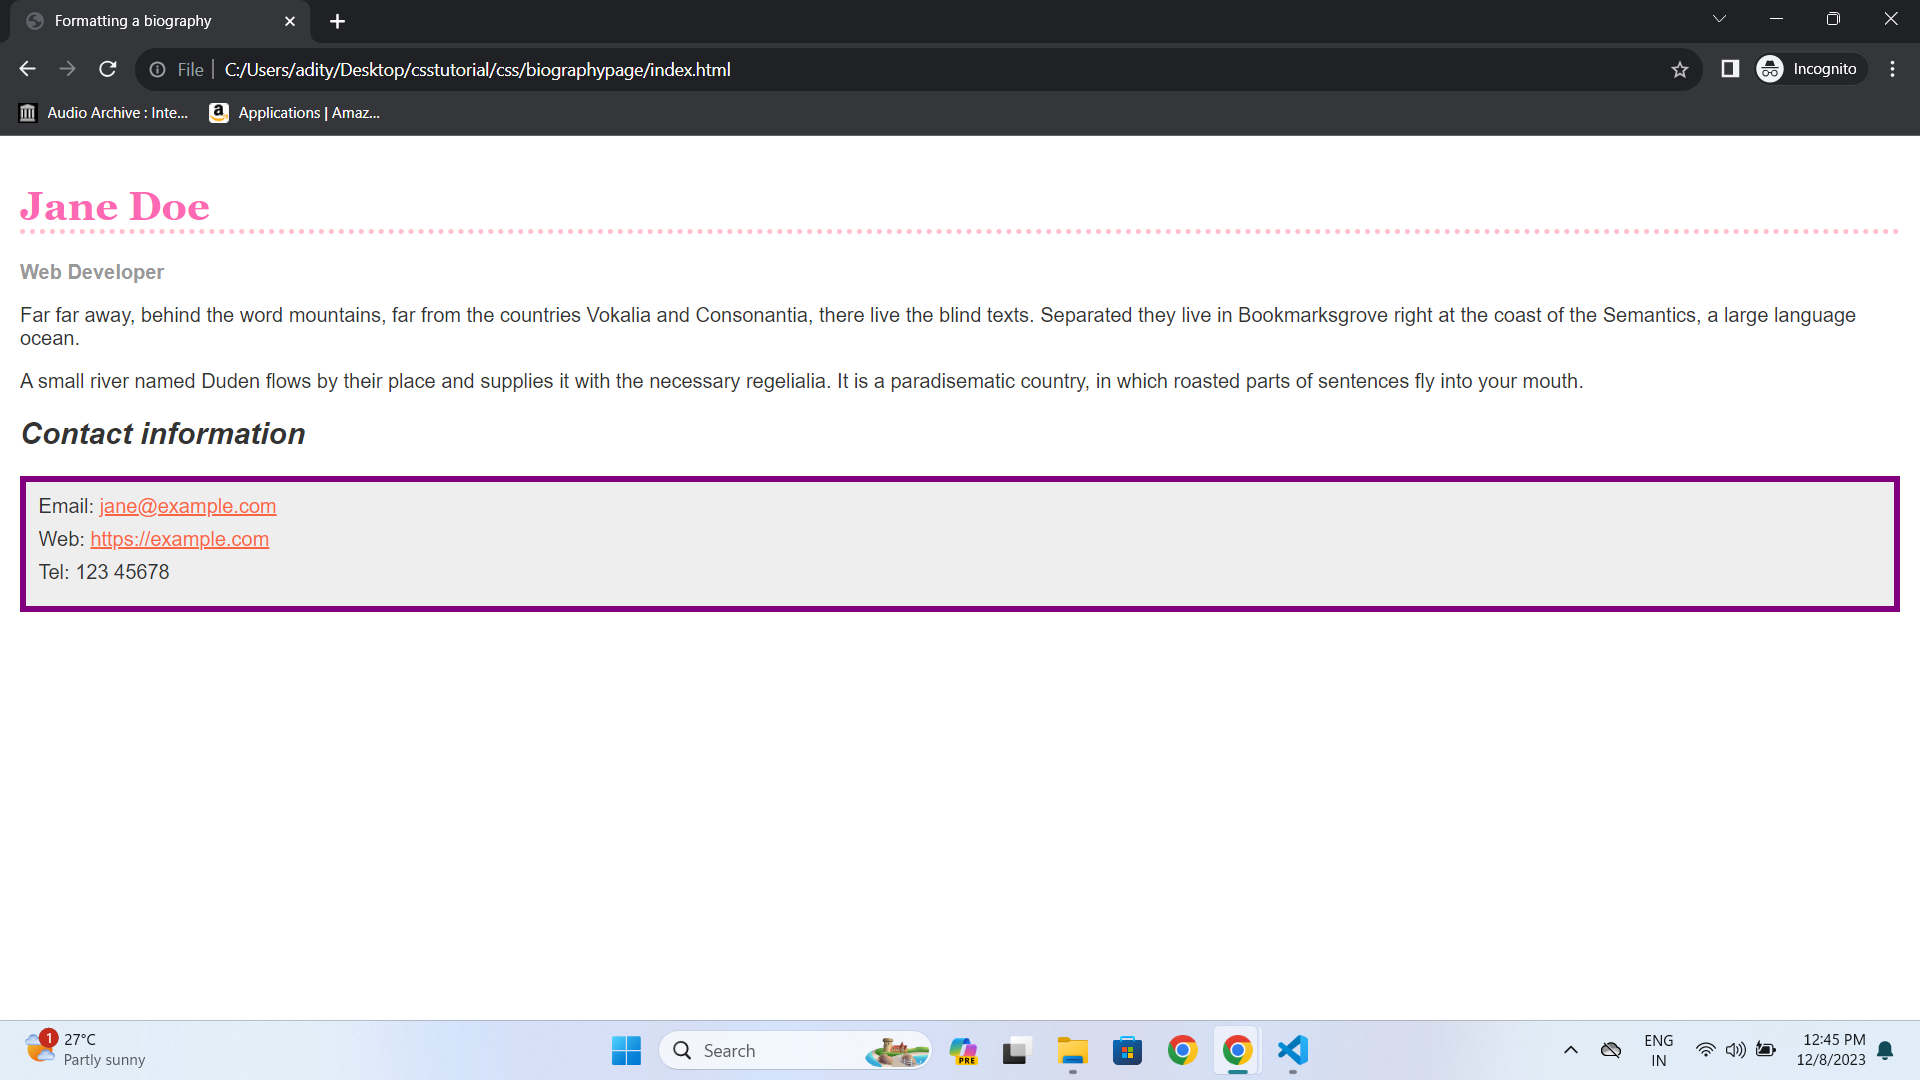 Formatting a biography
File | C:/Users/adity/Desktop/csstutorial/css/biographypage/index.html
Incognito
Audio Archive : Inte...
Applications | Amaz...
Jane Doe
Web Developer
Far far away, behind the word mountains, far from the countries Vokalia and Consonantia, there live the blind texts. Separated they live in Bookmarksgrove right at the coast of the Semantics, a large language
ocean.
A small river named Duden flows by their place and supplies it with the necessary regelialia. It is a paradisematic country, in which roasted parts of sentences fly into your mouth.
Contact information
Email: jane@example.com
Web: https://example.com
Tel: 123 45678
1
27°C
Partly sunny
Search
PRE
ENG
IN
12:45 PM
12/8/2023